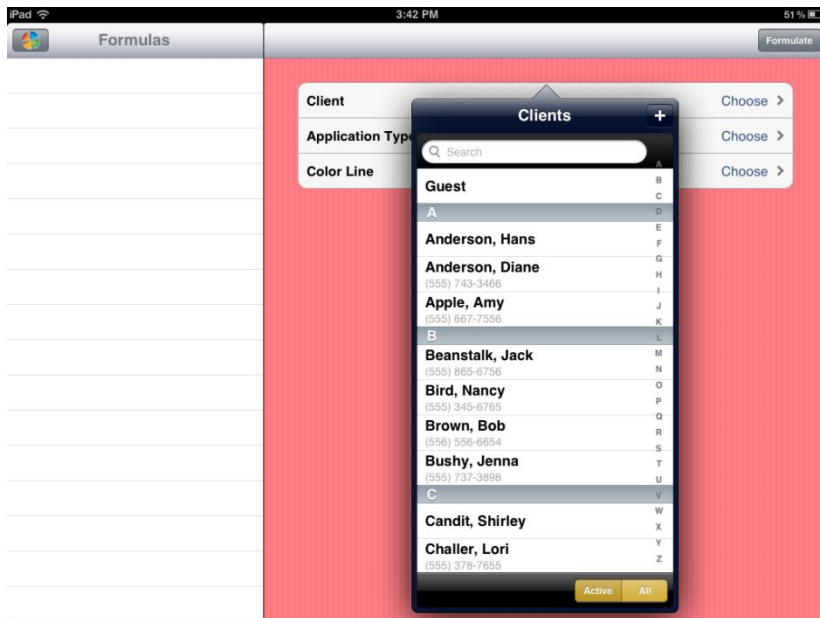 iPad 3:42 PM 51%
Formulas Formulate
Client Choose
Application Type Choose
Color Line Choose
Clients +
Search
Guest
A
Anderson, Hans
Anderson, Diane
(555) 743-3466
Apple, Amy
(555) 667-7556
B
Beanstalk, Jack
(555) 865-6756
Bird, Nancy
(555) 345-6765
Brown, Bob
(556) 556-6654
Bushy, Jenna
(555) 737-3898
C
Candit, Shirley
Challer, Lori
(555) 378-7655
A
B
C
D
E
F
G
H
I
J
K
L
M
N
O
P
Q
R
S
T
U
V
W
X
Y
Z
Active All